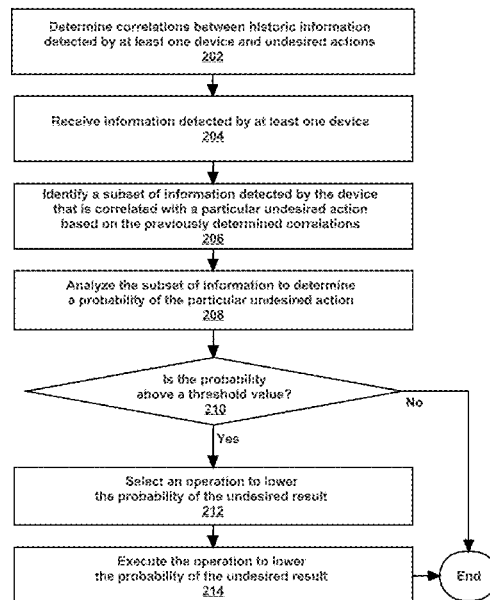 Determine correlations between historic information
detected by at least one device and undesired actions
202
Receive information detected by at least one device
204
Identify a subset of information detected by the device
that is correlated with a particular undesired action
based on the previously determined correlations
206
Analyze the subset of information to determine
a probability of the particular undesired action
208
Is the probability
above a threshold value?
210
No
Yes
Select an operation to lower
the probability of the undesired result
212
Execute the operation to lower
the probability of the undesired result
214
End